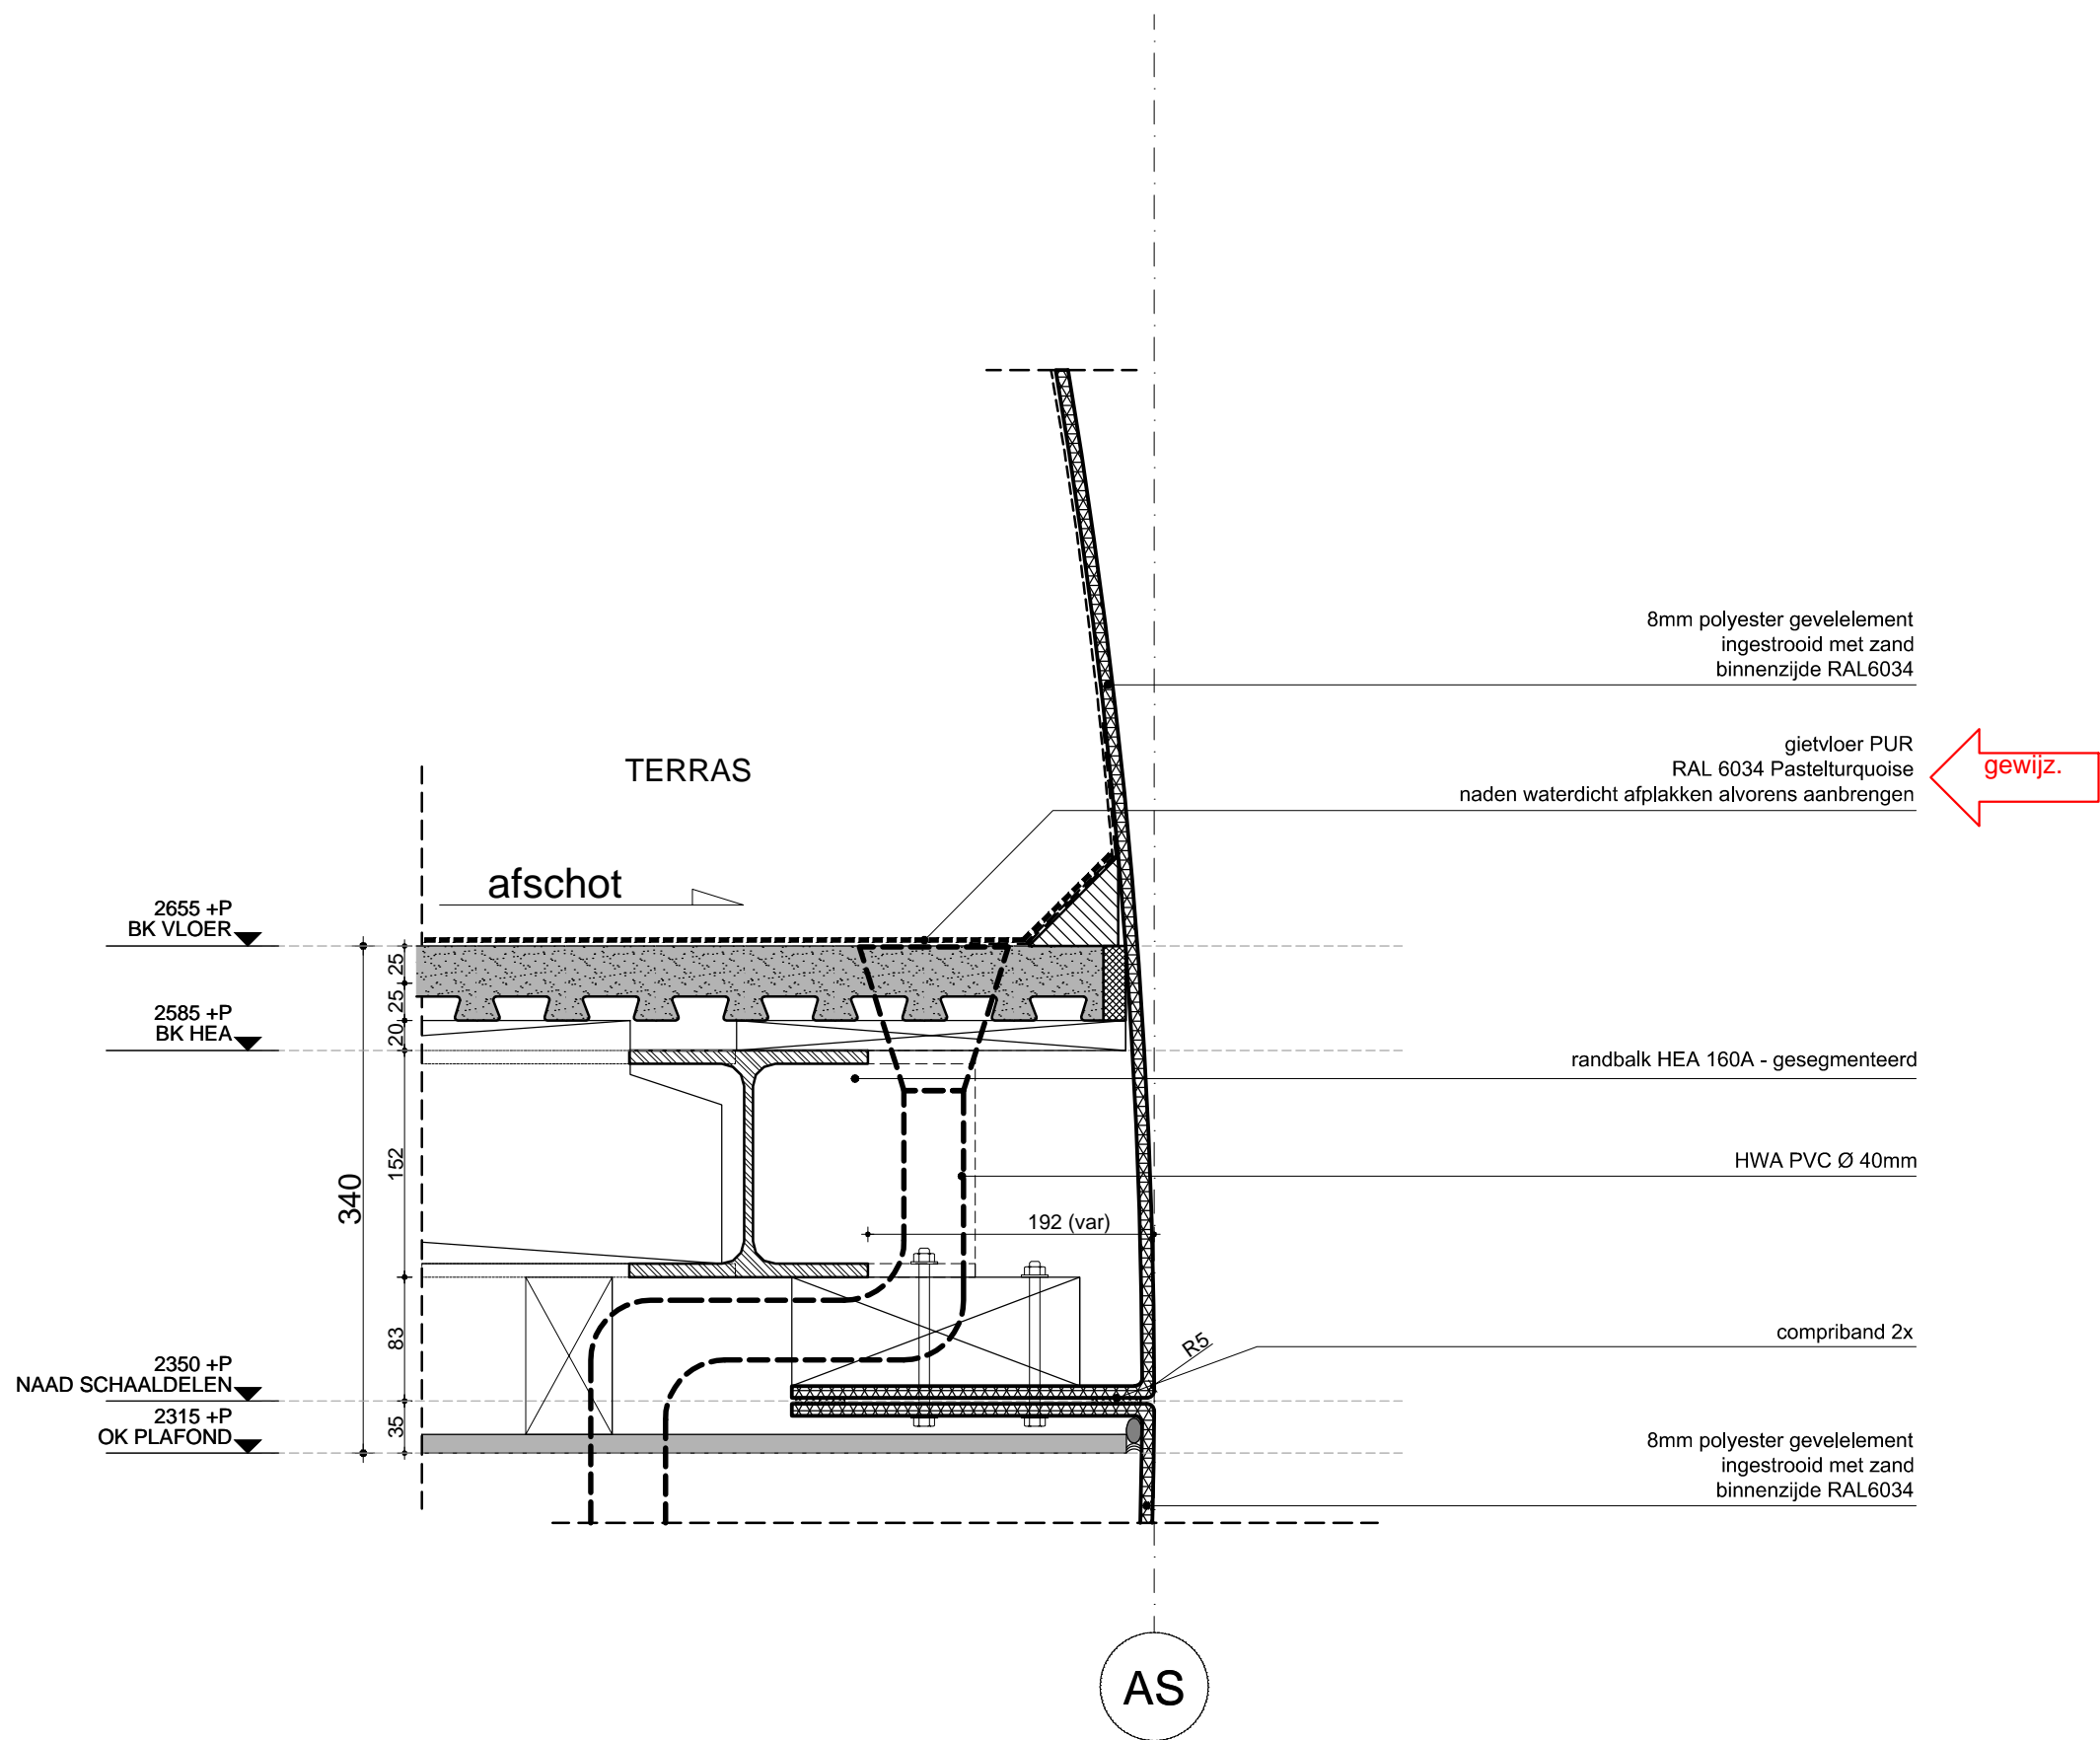 8mm polyester gevelelement
ingestrooid met zand
binnenzijde RAL6034
gietvloer PUR
RAL 6034 Pastelturquoise
naden waterdicht afplakken alvorens aanbrengen
gewijz.
TERRAS
afschot
2655 +P
BK VLOER
25
25
2585 +P
BK HEA
20
randbalk HEA 160A - gesegmenteerd
152
340
HWA PVC Ø 40mm
192 (var)
83
R5
compriband 2x
2350 +P
NAAD SCHAALDELEN
35
2315 +P
OK PLAFOND
8mm polyester gevelelement
ingestrooid met zand
binnenzijde RAL6034
AS